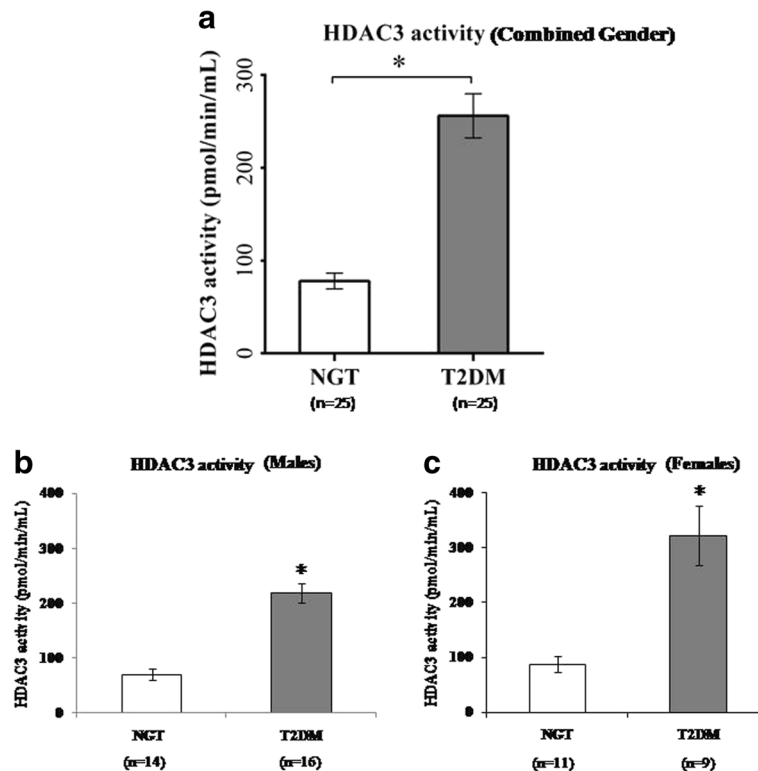 a
HDAC3 activity (Combined Gender)
*
HDAC3 activity (pmol/min/mL)
300
200
100
0
NGT
T2DM
(n=25)
(n=25)
b
HDAC3 activity (Males)
HDAC3 activity (pmol/min/mL)
400
300
200
100
0
*
NGT
T2DM
(n=14)
(n=16)
c
HDAC3 activity (Females)
HDAC3 activity (pmol/min/mL)
400
300
200
100
0
*
NGT
T2DM
(n=11)
(n=9)